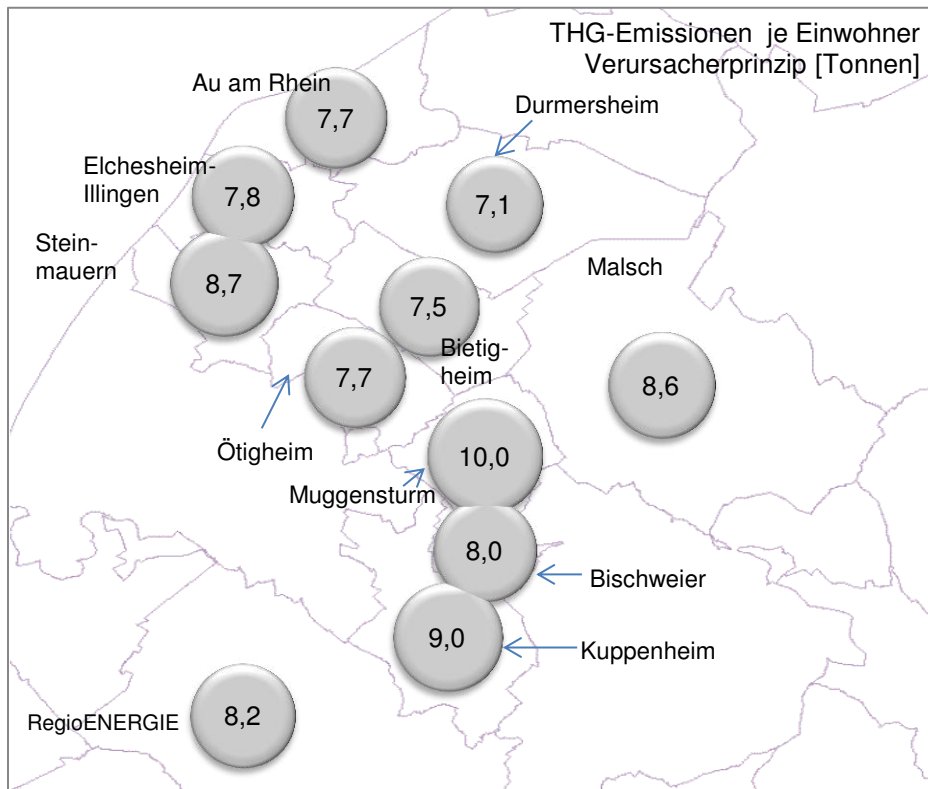 THG-Emissionen je Einwohner
Verursacherprinzip [Tonnen]
Au am Rhein
7,7
Durmersheim
Elchesheim-
Illingen
7,8
7,1
Stein-
mauern
8,7
Malsch
7,5
Bietig-
heim
7,7
8,6
Ötigheim
10,0
Muggensturm
8,0
Bischweier
9,0
Kuppenheim
RegioENERGIE
8,2